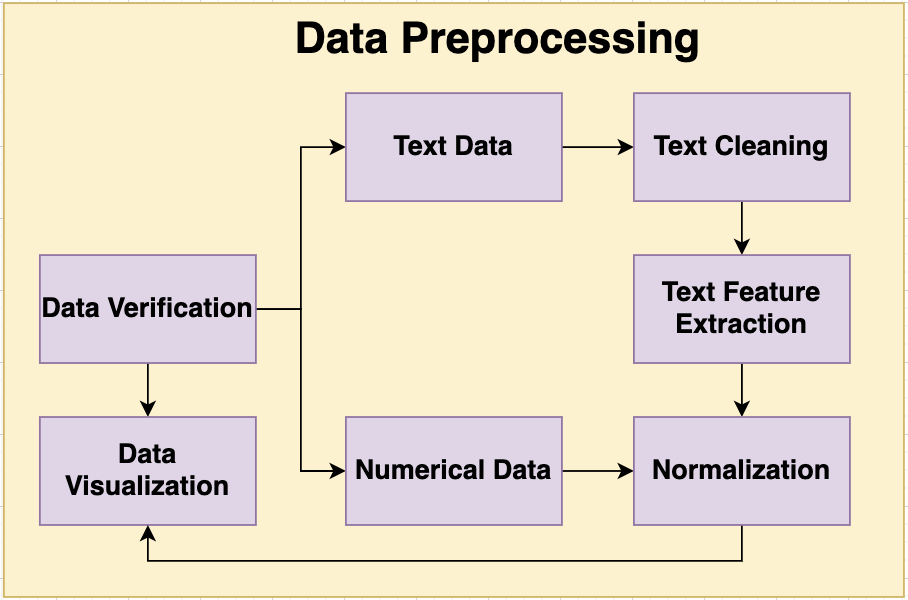 Data Preprocessing
Text Data
Text Cleaning
Data Verification
Text Feature
Extraction
Data
Visualization
Numerical Data
Normalization